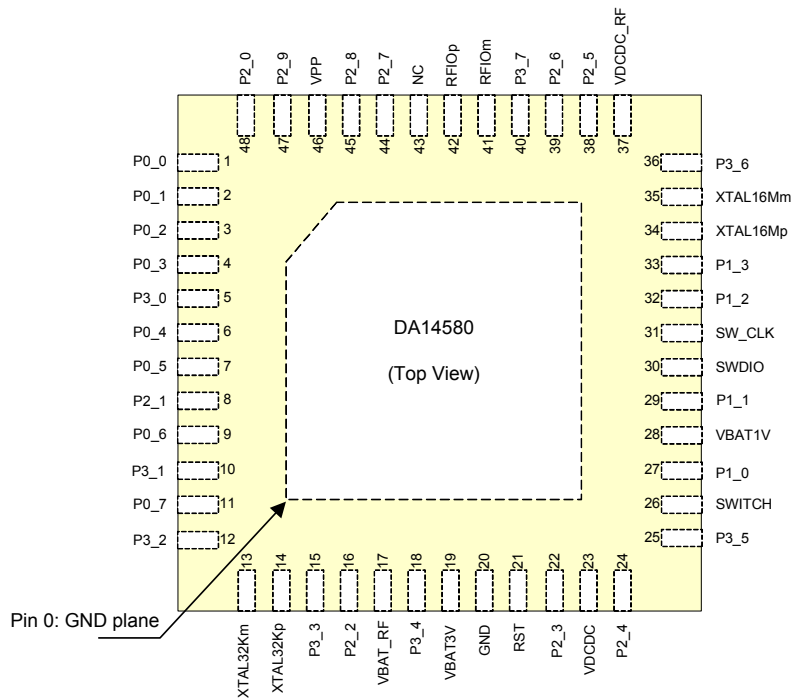 P2_0 P2_9 VPP P2_8 P2_7 NC RFIOp RFIOm P3_7 P2_6 P2_5 VDCDC_RF
48 47 46 45 44 43 42 41 40 39 38 37
P0_0 1
P0_1 2
P0_2 3
P0_3 4
P3_0 5
P0_4 6
P0_5 7
P2_1 8
P0_6 9
P3_1 10
P0_7 11
P3_2 12
DA14580
(Top View)
36 P3_6
35 XTAL16Mm
34 XTAL16Mp
33 P1_3
32 P1_2
31 SW_CLK
30 SWDIO
29 P1_1
28 VBAT1V
27 P1_0
26 SWITCH
25 P3_5
13 14 15 16 17 18 19 20 21 22 23 24
XTAL32Km XTAL32Kp P3_3 P2_2 VBAT_RF P3_4 VBAT3V GND RST P2_3 VDCDC P2_4
Pin 0: GND plane